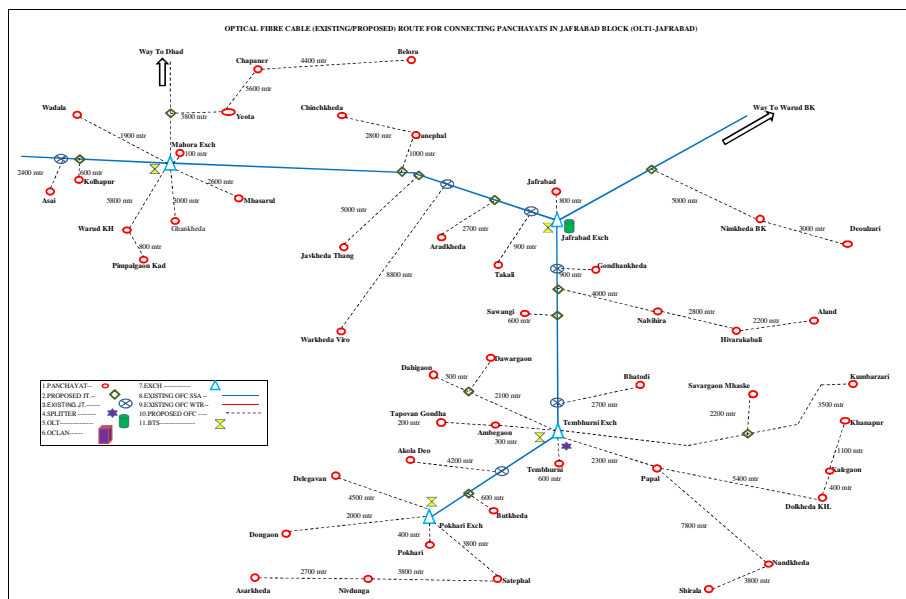 OPTICAL FIBRE CABLE (EXISTING/PROPOSED) ROUTE FOR CONNECTING PANCHAYATS IN JAFRABAD BLOCK (OLT1-JAFRABAD)
Way To Dhad
Chapaner
4400 mtr
Belora
5600 mtr
Wadala
3800 mtr
Yeota
Chinchkheda
Way To Warud BK
1900 mtr
Mahora Exch
100 mtr
2800 mtr
Danephal
1000 mtr
2400 mtr
600 mtr
Kolhapur
Asai
5800 mtr
3000 mtr
2600 mtr
Mhasarul
Ghankheda
Warud KH
800 mtr
Pimpalgaon Kad
Jafrabad
800 mtr
Jafrabad Exch
5000 mtr
Javkheda Thang
8800 mtr
2700 mtr
Aradkheda
900 mtr
Takali
5000 mtr
Nimkheda BK
3000 mtr
Deoulzari
Gondhankheda
900 mtr
4000 mtr
Sawangi
600 mtr
Nalvihira
2800 mtr
Hivarakabali
2200 mtr
Aland
Warkheda Viro
Dahigaon
500 mtr
Dawargaon
2100 mtr
Bhatodi
2700 mtr
Savargaon Mhaske
2200 mtr
Kumbarzari
3500 mtr
Khanapur
1100 mtr
Kalegaon
400 mtr
Dolkheda KH.
1.PANCHAYAT--
2.PROPOSED JT.--
3.EXISTING JT.------
4.SPLITTER --------
5.OLT------------
6.OCLAN------
7.EXCH ------------
8.EXISTING OFC SSA --
9.EXISTING OFC WTR--
10.PROPOSED OFC ----
11.BTS----------------
Tapovan Gondha
200 mtr
Ambegaon
300 mtr
Tembhurni Exch
Tembhurni
600 mtr
2300 mtr
Papal
5400 mtr
7800 mtr
Nandkheda
3800 mtr
Shirala
Akola Deo
4200 mtr
Delegavan
4500 mtr
600 mtr
Butkheda
2000 mtr
Dongaon
Pokhari Exch
400 mtr
Pokhari
3800 mtr
Satephal
2700 mtr
3800 mtr
Asarkheda
Nivdunga